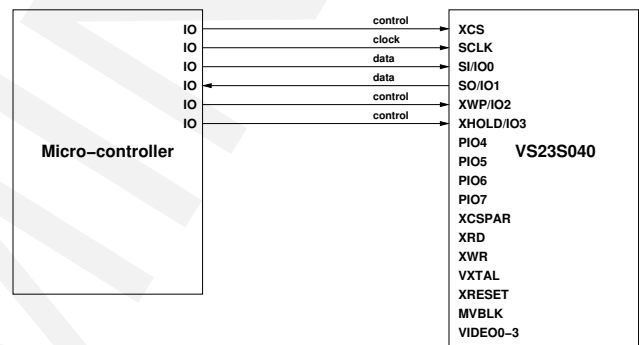 IO control XCS
IO clock SCLK
IO data SI/IO0
IO data SO/IO1
IO control XWP/IO2
IO control XHOLD/IO3
PIO4
Micro−controller VS23S040
PIO5
PIO6
PIO7
XCSPAR
XRD
XWR
VXTAL
XRESET
MVBLK
VIDEO0−3